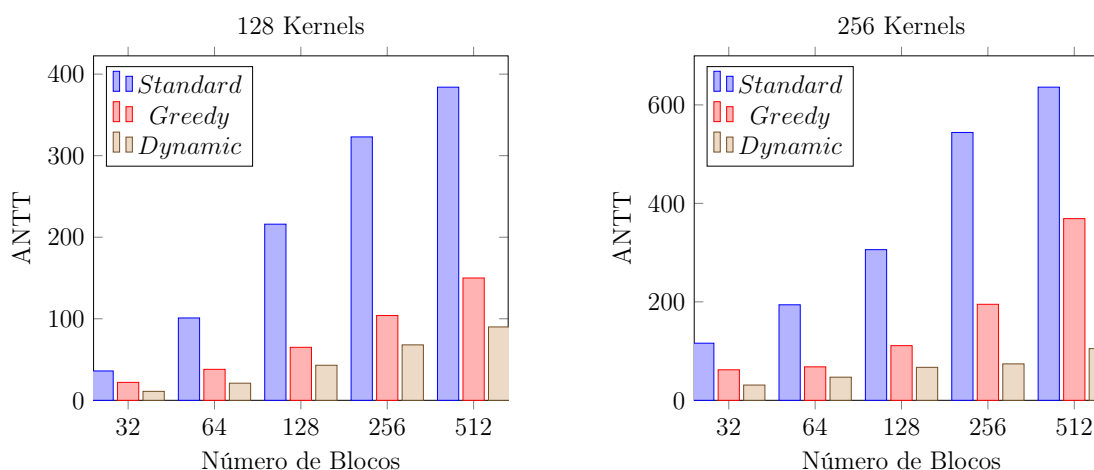 128 Kernels
400
300
200
100
0
ANTT
Standard
Greedy
Dynamic
32 64 128 256 512
Número de Blocos
256 Kernels
600
400
200
0
ANTT
Standard
Greedy
Dynamic
32 64 128 256 512
Número de Blocos